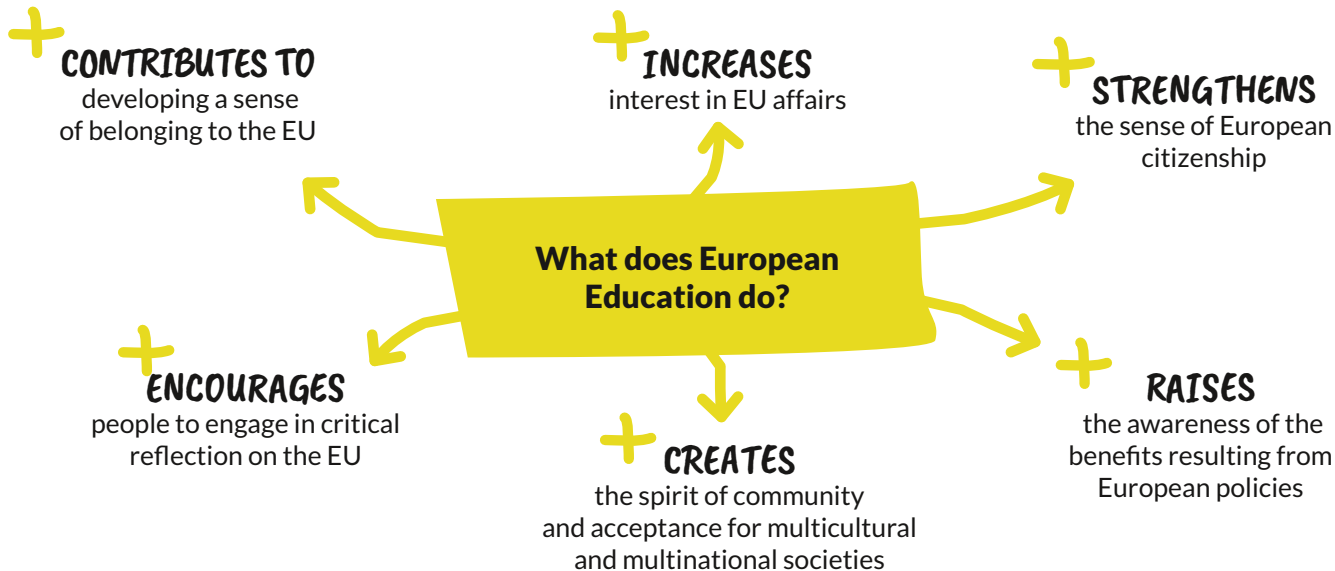 CONTRIBUTES TO
developing a sense
of belonging to the EU
INCREASES
interest in EU affairs
STRENGTHENS
the sense of European
citizenship
What does European
Education do?
ENCOURAGES
people to engage in critical
reflection on the EU
CREATES
the spirit of community
and acceptance for multicultural
and multinational societies
RAISES
the awareness of the
benefits resulting from
European policies